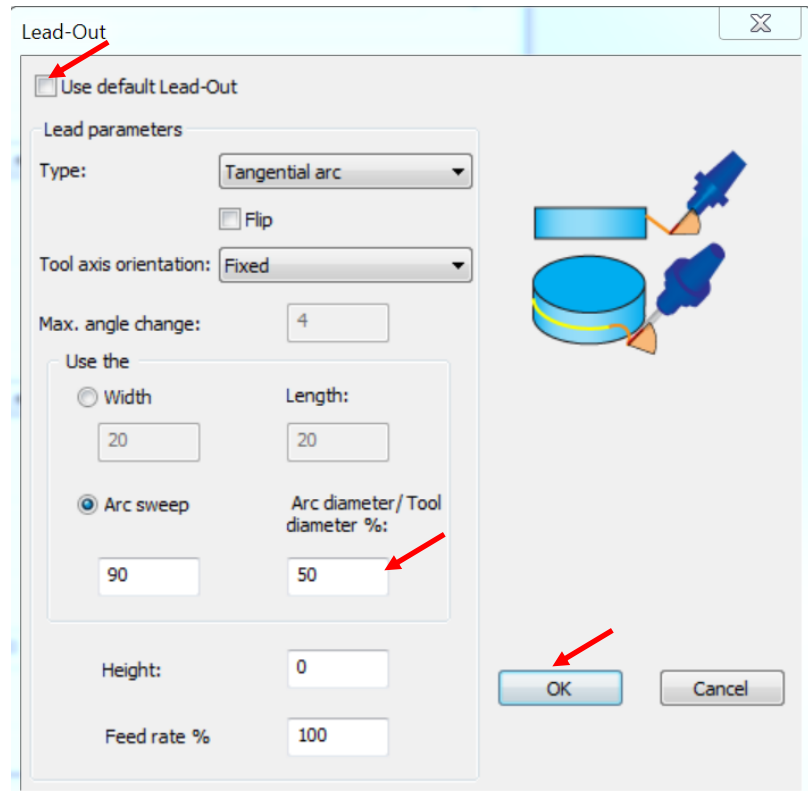 Lead-Out
Use default Lead-Out
Lead parameters
Type:
Tangential arc
Flip
Tool axis orientation:
Fixed
Max. angle change:
4
Use the
Width
Length:
20
20
Arc sweep
Arc diameter/Tool
diameter %:
90
50
Height:
0
OK
Cancel
Feed rate %
100